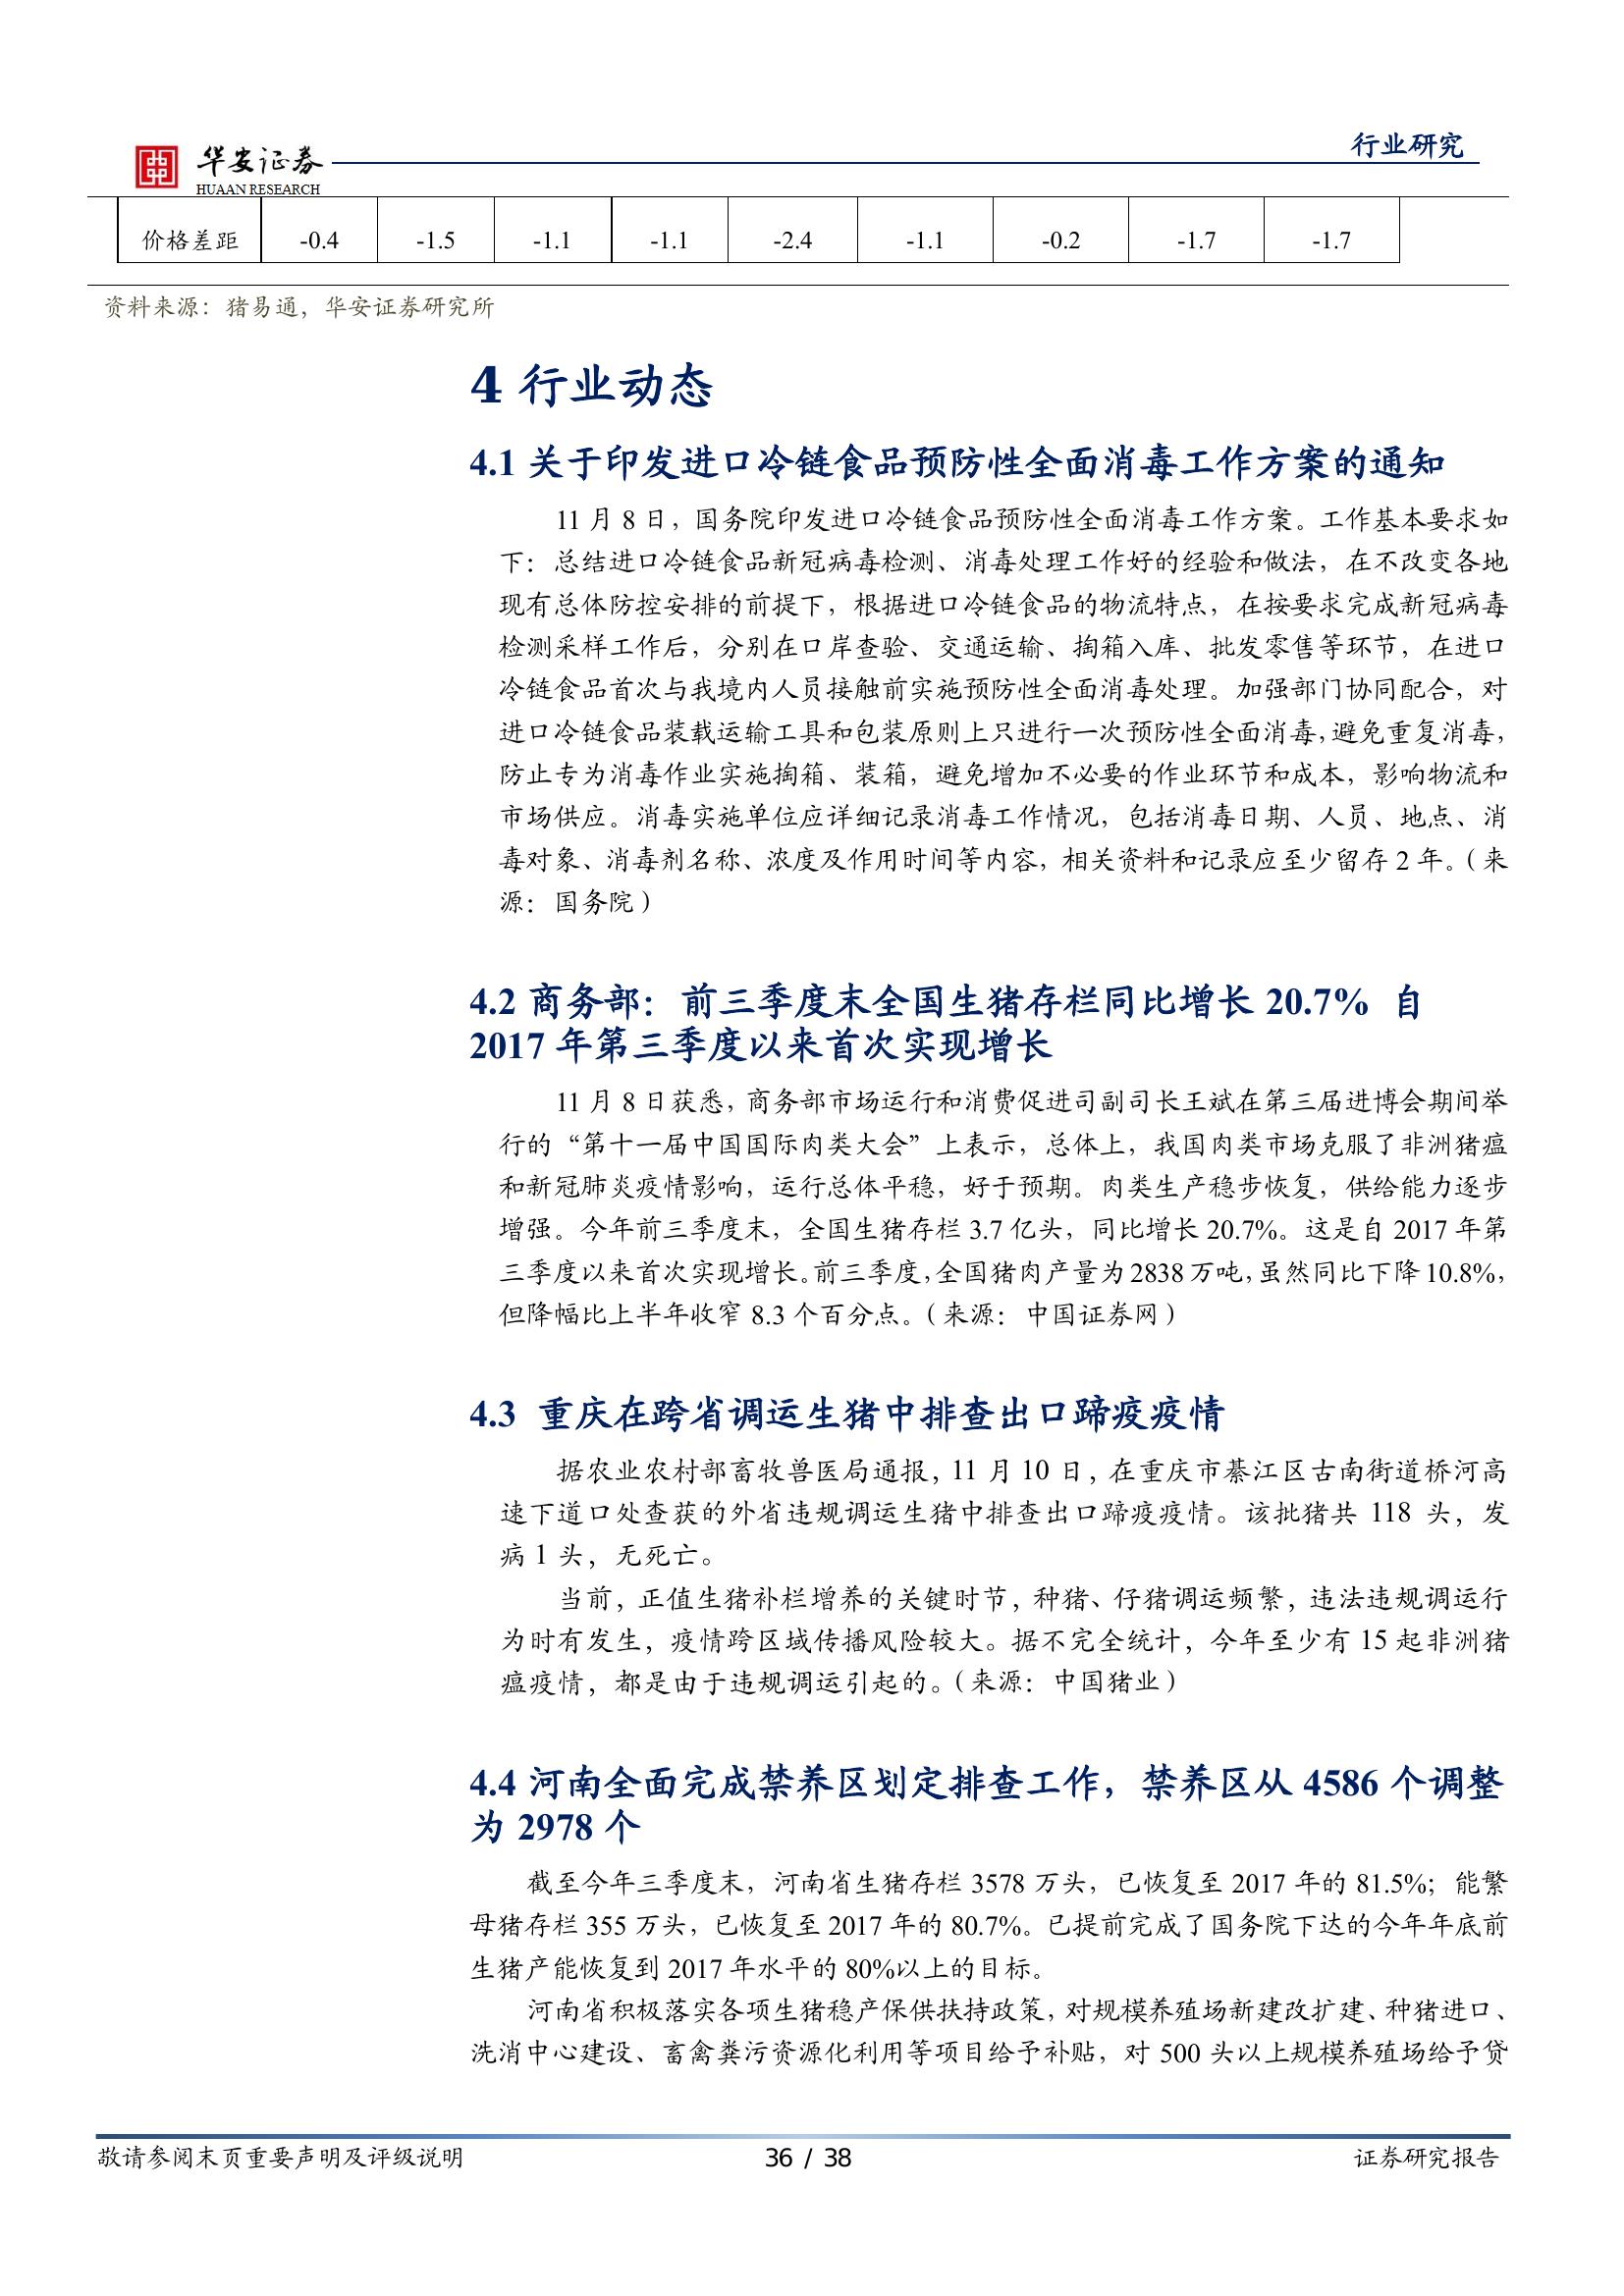 华安证券
HUAAN RESEARCH
行业研究
价格差距 -0.4 -1.5 -1.1 -1.1 -2.4 -1.1 -0.2 -1.7 -1.7
资料来源：猪易通，华安证券研究所
4 行业动态
4.1 关于印发进口冷链食品预防性全面消毒工作方案的通知
11 月 8 日，国务院印发进口冷链食品预防性全面消毒工作方案。工作基本要求如
下：总结进口冷链食品新冠病毒检测、消毒处理工作好的经验和做法，在不改变各地
现有总体防控安排的前提下，根据进口冷链食品的物流特点，在按要求完成新冠病毒
检测采样工作后，分别在口岸查验、交通运输、掏箱入库、批发零售等环节，在进口
冷链食品首次与我境内人员接触前实施预防性全面消毒处理。加强部门协同配合，对
进口冷链食品装载运输工具和包装原则上只进行一次预防性全面消毒，避免重复消毒，
防止专为消毒作业实施掏箱、装箱，避免增加不必要的作业环节和成本，影响物流和
市场供应。消毒实施单位应详细记录消毒工作情况，包括消毒日期、人员、地点、消
毒对象、消毒剂名称、浓度及作用时间等内容，相关资料和记录应至少留存 2 年。（来
源：国务院）
4.2 商务部：前三季度末全国生猪存栏同比增长 20.7% 自
2017 年第三季度以来首次实现增长
11 月 8 日获悉，商务部市场运行和消费促进司副司长王斌在第三届进博会期间举
行的“第十一届中国国际肉类大会”上表示，总体上，我国肉类市场克服了非洲猪瘟
和新冠肺炎疫情影响，运行总体平稳，好于预期。肉类生产稳步恢复，供给能力逐步
增强。今年前三季度末，全国生猪存栏 3.7 亿头，同比增长 20.7%。这是自 2017 年第
三季度以来首次实现增长。前三季度，全国猪肉产量为 2838 万吨，虽然同比下降 10.8%，
但降幅比上半年收窄 8.3 个百分点。（来源：中国证券网）
4.3 重庆在跨省调运生猪中排查出口蹄疫疫情
据农业农村部畜牧兽医局通报，11 月 10 日，在重庆市綦江区古南街道桥河高
速下道口处查获的外省违规调运生猪中排查出口蹄疫疫情。该批猪共 118 头，发
病 1 头，无死亡。
当前，正值生猪补栏增养的关键时节，种猪、仔猪调运频繁，违法违规调运行
为时有发生，疫情跨区域传播风险较大。据不完全统计，今年至少有 15 起非洲猪
瘟疫情，都是由于违规调运引起的。（来源：中国猪业）
4.4 河南全面完成禁养区划定排查工作，禁养区从 4586 个调整
为 2978 个
截至今年三季度末，河南省生猪存栏 3578 万头，已恢复至 2017 年的 81.5%；能繁
母猪存栏 355 万头，已恢复至 2017 年的 80.7%。已提前完成了国务院下达的今年年底前
生猪产能恢复到 2017 年水平的 80%以上的目标。
河南省积极落实各项生猪稳产保供扶持政策，对规模养殖场新建改扩建、种猪进口、
洗消中心建设、畜禽粪污资源化利用等项目给予补贴，对 500 头以上规模养殖场给予贷
敬请参阅末页重要声明及评级说明 36 / 38 证券研究报告